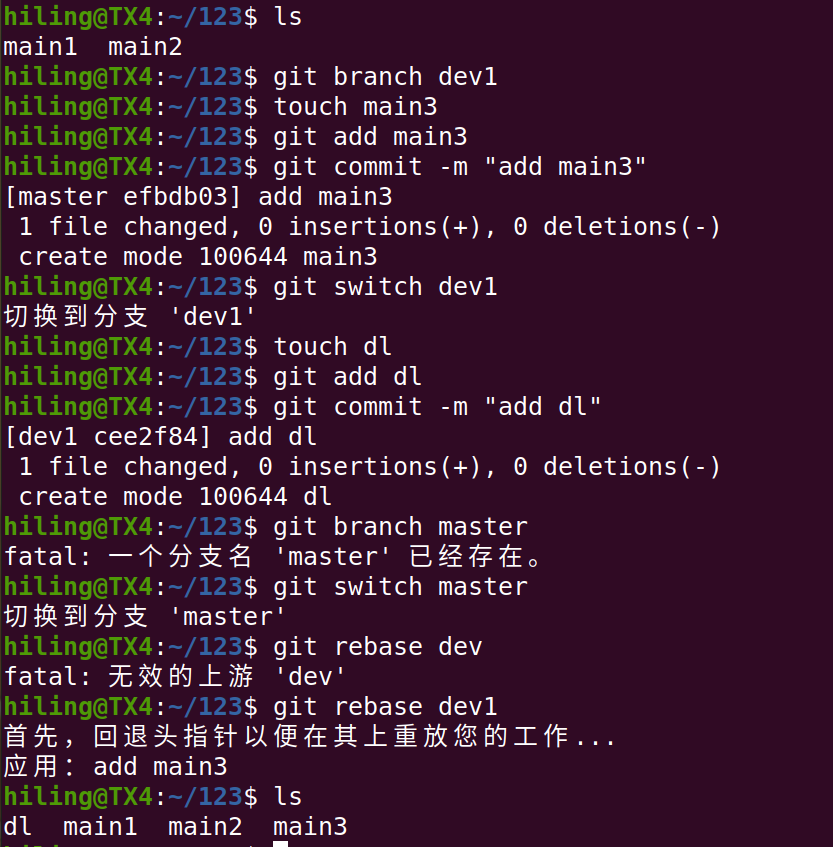 hiling@TX4:~/123$ ls
main1  main2
hiling@TX4:~/123$ git branch dev1
hiling@TX4:~/123$ touch main3
hiling@TX4:~/123$ git add main3
hiling@TX4:~/123$ git commit -m "add main3"
[master efbdb03] add main3
 1 file changed, 0 insertions(+), 0 deletions(-)
 create mode 100644 main3
hiling@TX4:~/123$ git switch dev1
切换到分支 'dev1'
hiling@TX4:~/123$ touch dl
hiling@TX4:~/123$ git add dl
hiling@TX4:~/123$ git commit -m "add dl"
[dev1 cee2f84] add dl
 1 file changed, 0 insertions(+), 0 deletions(-)
 create mode 100644 dl
hiling@TX4:~/123$ git branch master
fatal: 一个分支名 'master' 已经存在。
hiling@TX4:~/123$ git switch master
切换到分支 'master'
hiling@TX4:~/123$ git rebase dev
fatal: 无效的上游 'dev'
hiling@TX4:~/123$ git rebase dev1
首先，回退头指针以便在其上重放您的工作...
应用：add main3
hiling@TX4:~/123$ ls
dl  main1  main2  main3
hiling@TX4:~/123$